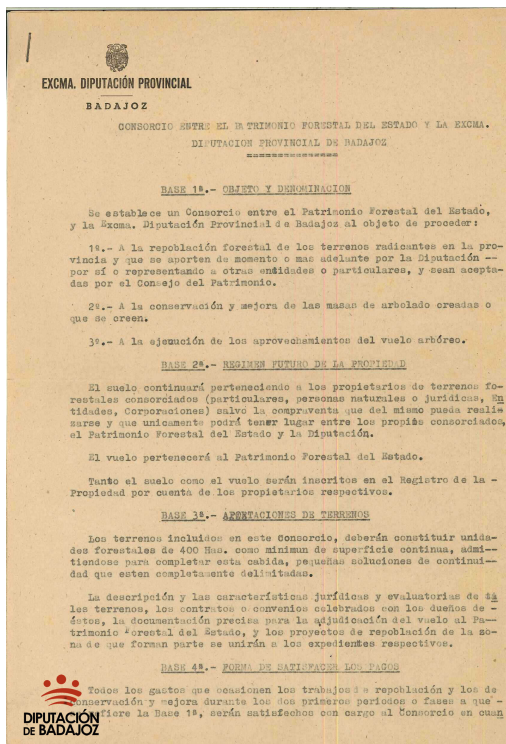 EXCMA. DIPUTACIÓN PROVINCIAL
BADAJOZ
CONSORCIO ENTRE EL PATRIMONIO FORESTAL DEL ESTADO Y LA EXCMA.
DIPUTACION PROVINCIAL DE BADAJOZ
==================
BASE 1ª.- OBJETO Y DENOMINACION
Se establece un Consorcio entre el Patrimonio Forestal del Estado,
y la Excma. Diputación Provincial de Badajoz al objeto de proceder:
1º.- A la repoblación forestal de los terrenos radicantes en la pro-
vincia y que se aporten de momento o mas adelante por la Diputación --
por sí o representando a otras entidades o particulares, y sean acepta-
das por el Consejo del Patrimonio.
2º.- A la conservación y mejora de las masas de arbolado creadas o
que se creen.
3º.- A la ejecución de los aprovechamientos del vuelo arbóreo.
BASE 2ª.- REGIMEN FUTURO DE LA PROPIEDAD
El suelo continuará perteneciendo a los propietarios de terrenos fo-
restales consorciados (particulares, personas naturales o juridicas, En
tidades, Corporaciones) salvo la compraventa que del mismo pueda realiz
zarse y que unicamente podrá tener lugar entre los propios consorciados,
el Patrimonio Forestal del Estado y la Diputación.
El vuelo pertenecerá al Patrimonio Forestal del Estado.
Tanto el suelo como el vuelo serán inscritos en el Registro de la -
Propiedad por cuenta de los propietarios respectivos.
BASE 3ª.- APORTACIONES DE TERRENOS
Los terrenos incluidos en este Consorcio, deberán constituir unida-
des forestales de 400 Has. como minimun de superficie continua, admi--
tiendose para completar esta cabida, pequeñas soluciones de continui--
dad que esten completamente delimitadas.
La descripción y las características jurídicas y evaluatorias de ta
les terrenos, los contratos o convenios celebrados con los dueños de -
éstos, la documentación precisa para la adjudicación del vuelo al Pa--
trimonio Forestal del Estado, y los proyectos de repoblación de la zo-
na de que forman parte se unirán a los expedientes respectivos.
BASE 4ª.- FORMA DE SATISFACER LOS PAGOS
Todos los gastos que ocasionen los trabajos de repoblación y los de
conservación y mejora durante los dos primeros periodos o fases a que -
se refiere la Base 1ª, serán satisfechos con cargo al Consorcio en cuan
DIPUTACIÓN
DE BADAJOZ